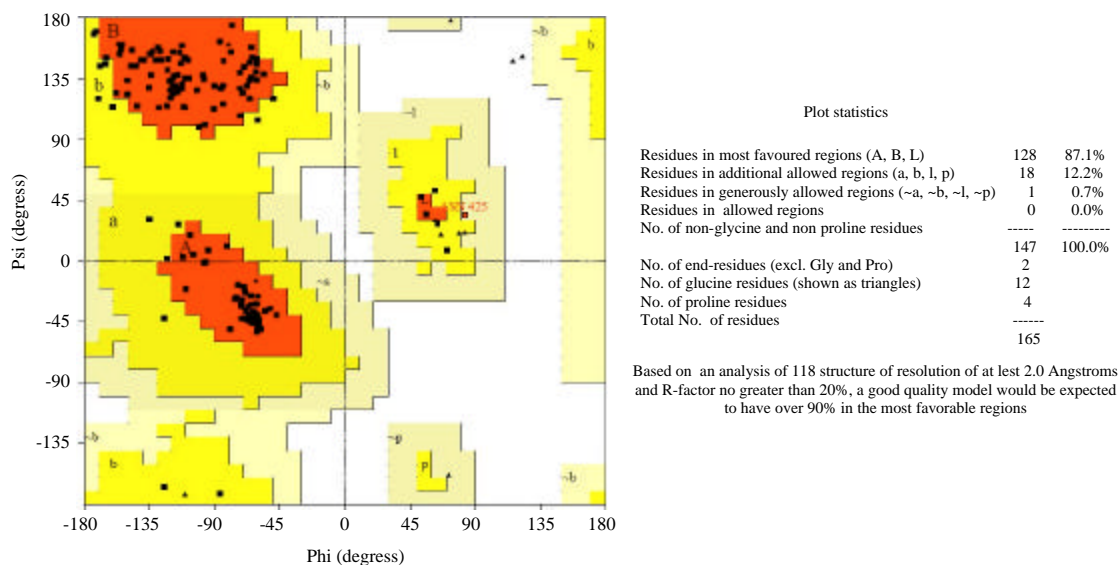 180
135
90
45
0
-45
-90
-135
-180 -135 -90 -45 0 45 90 135 180
Psi (degress)
Phi (degress)
B
b
~b
~l
~b
b
l
a
A
~a
~b
b
~p
p
~b
Plot statistics
Residues in most favoured regions (A, B, L) 128 87.1%
Residues in additional allowed regions (a, b, l, p) 18 12.2%
Residues in generously allowed regions (~a, ~b, ~l, ~p) 1 0.7%
Residues in allowed regions 0 0.0%
No. of non-glycine and non proline residues ----- ---------
147 100.0%
No. of end-residues (excl. Gly and Pro) 2
No. of glucine residues (shown as triangles) 12
No. of proline residues 4
Total No. of residues ------
165
Based on an analysis of 118 structure of resolution of at lest 2.0 Angstroms
and R-factor no greater than 20%, a good quality model would be expected
to have over 90% in the most favorable regions